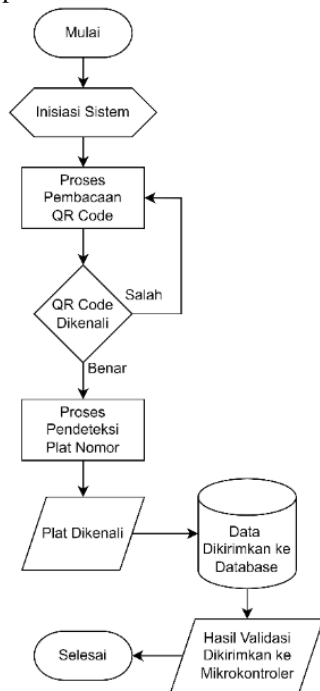 Mulai
Inisiasi Sistem
Proses
Pembacaan
QR Code
QR Code
Dikenali
Salah
Benar
Proses
Pendeteksi
Plat Nomor
Plat Dikenali
Data
Dikirimkan ke
Database
Hasil Validasi
Dikirimkan ke
Mikrokontroler
Selesai